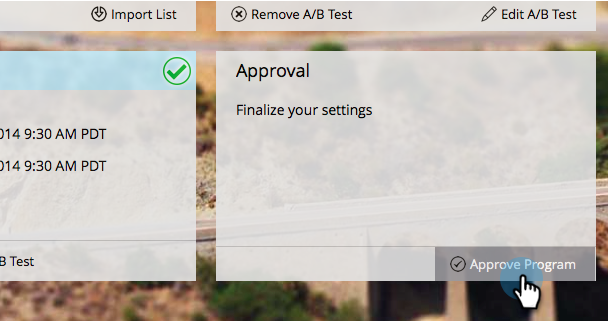 Import List
Remove A/B Test
Edit A/B Test
Approval
Finalize your settings
014 9:30 AM PDT
014 9:30 AM PDT
B Test
Approve Program